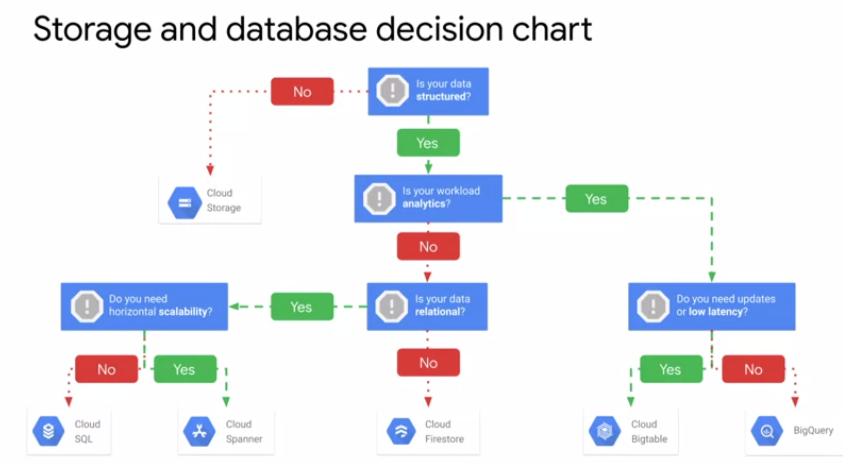 Storage and database decision chart
No
Is your data
structured?
Yes
Cloud
Storage
Is your workload
analytics?
Yes
No
Do you need
horizontal scalability?
Yes
Is your data
relational?
Do you need updates
or low latency?
No
Yes
No
Yes
No
Cloud
SQL
Cloud
Spanner
Cloud
Firestore
Cloud
Bigtable
BigQuery